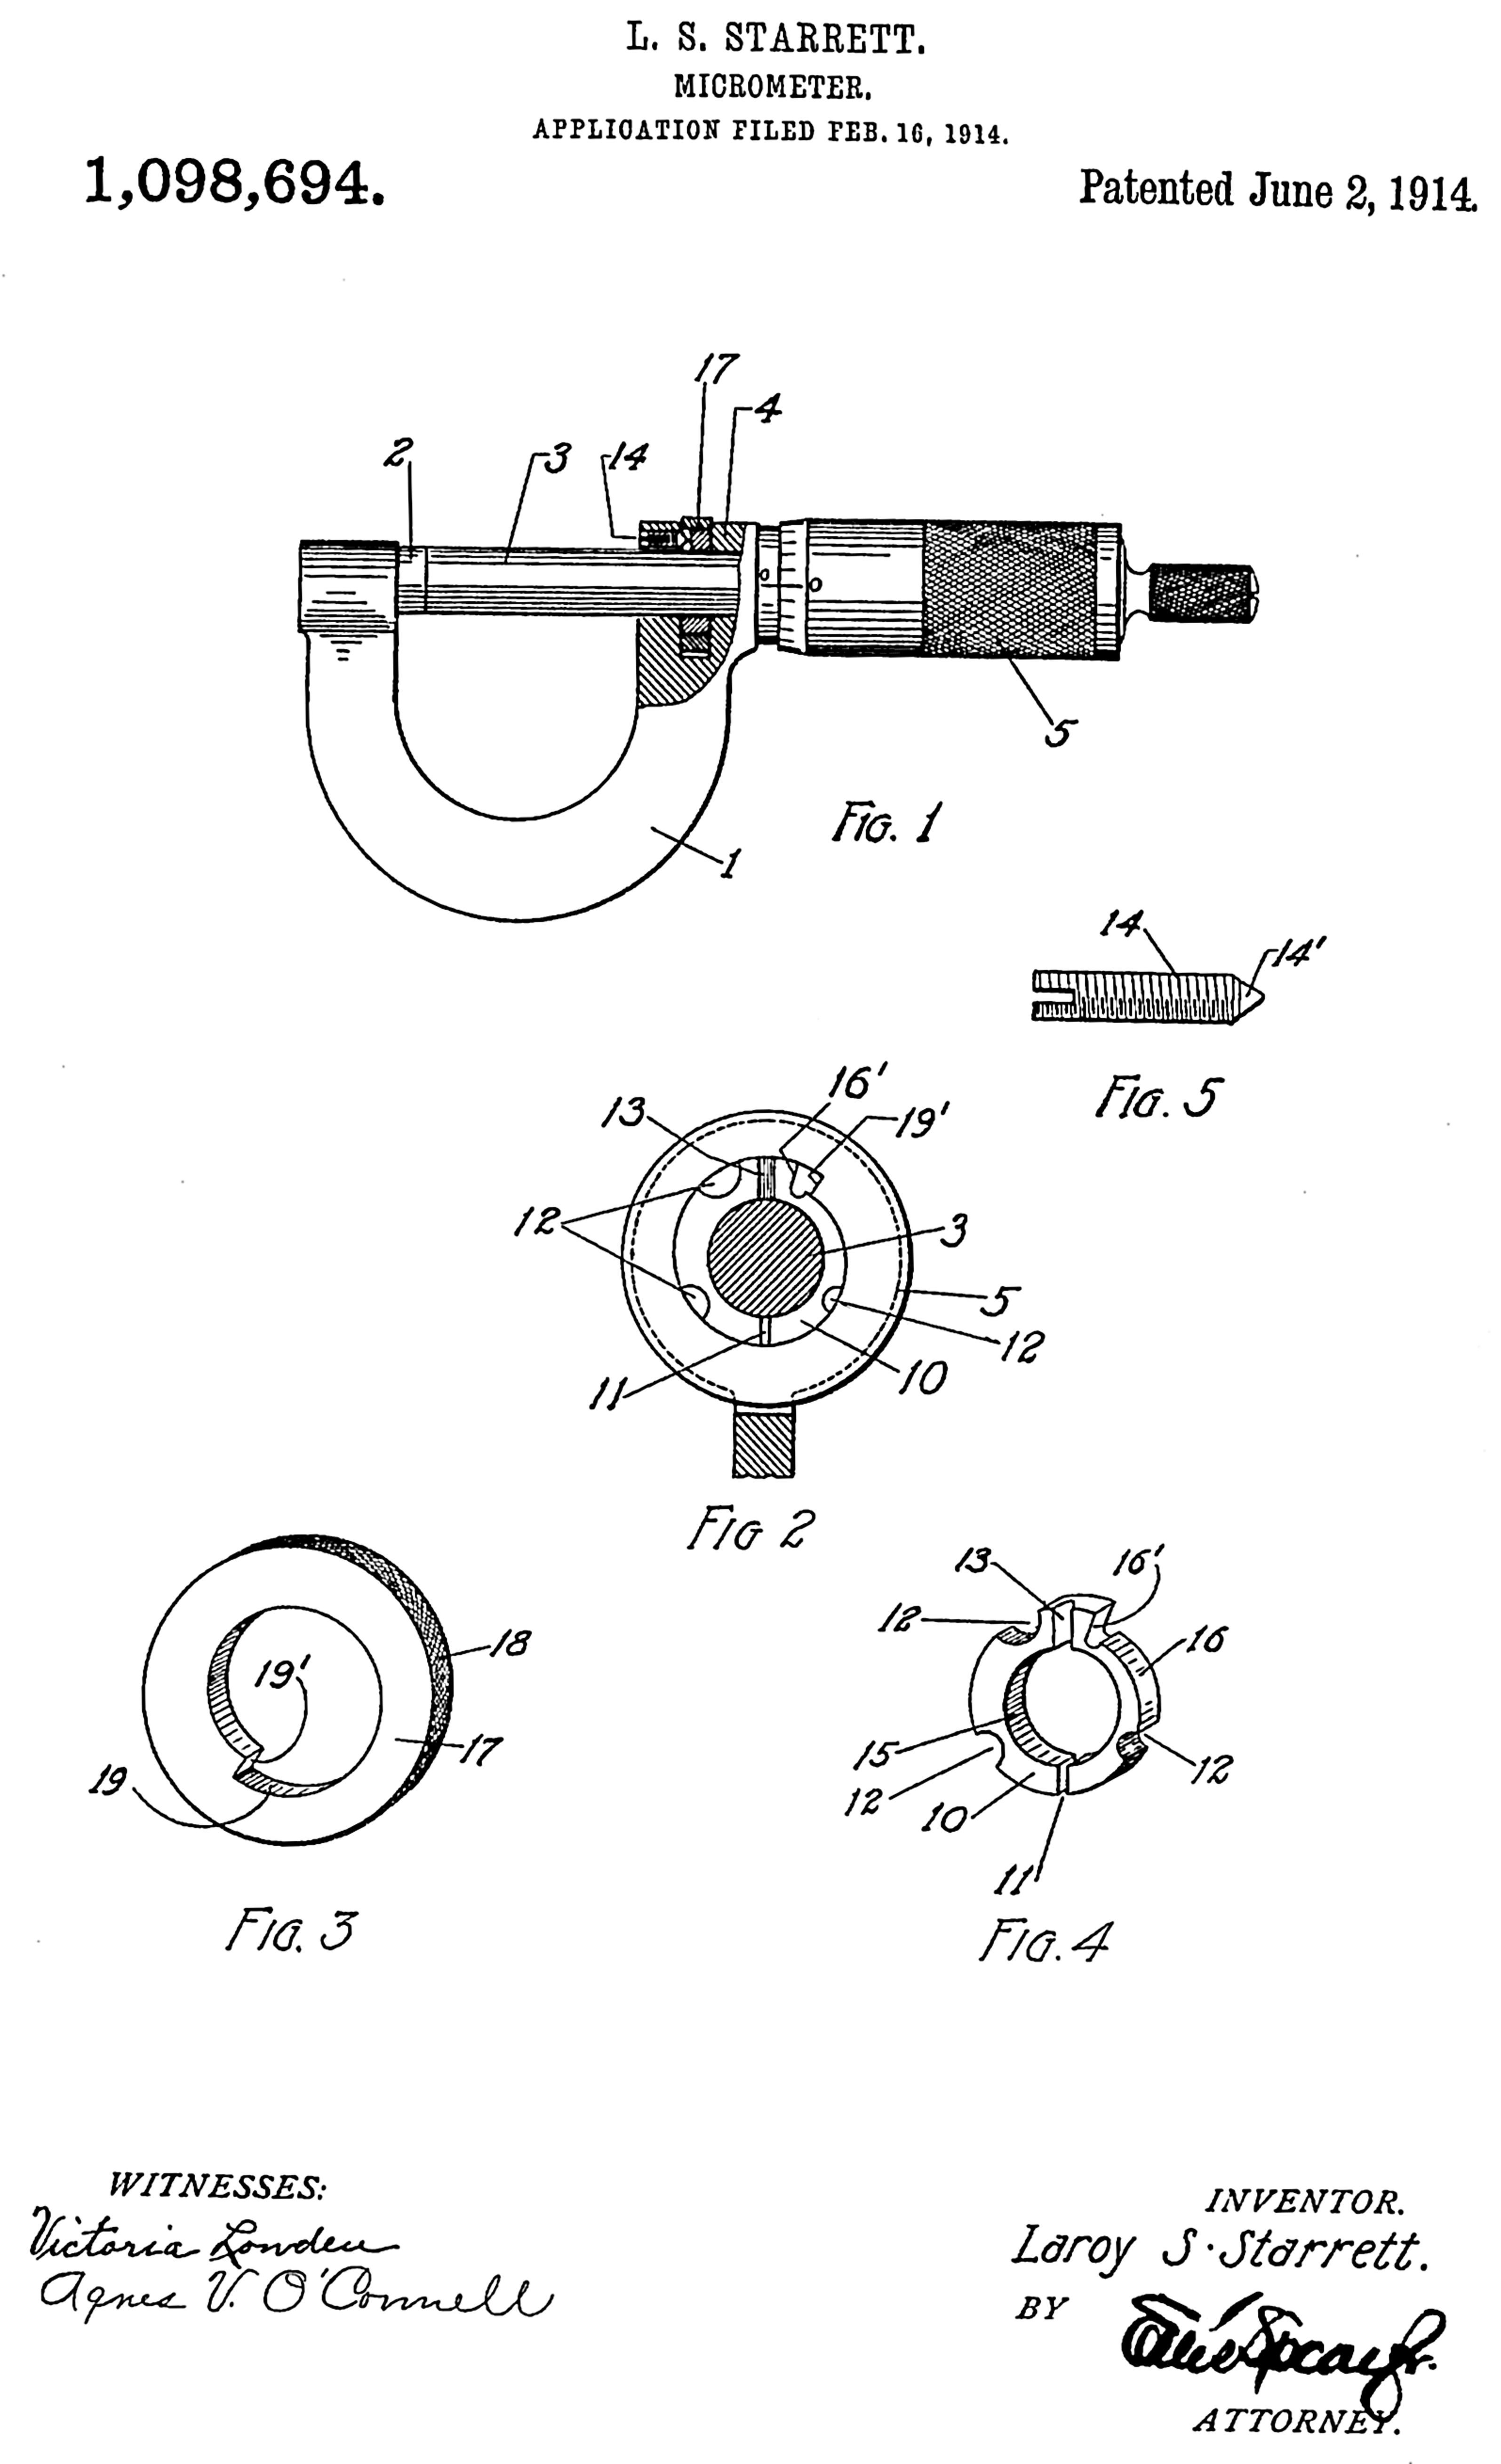 L. S. STARRETT.
MICROMETER.
APPLICATION FILED FEB. 16, 1914.
1,098,694.
Patented June 2, 1914.
17
4
2
3
14
5
FIG. 1
1
14
14'
FIG. 5
16'
13
19'
12
3
5
12
10
11
FIG 2
13
16'
12
18
16
19'
17
15
12
19
12
10
11
FIG. 3
FIG. 4
WITNESSES:
Victoria Lowden
Agnes V. O'Connell
INVENTOR.
Laroy S. Starrett.
BY
ATTORNEY.